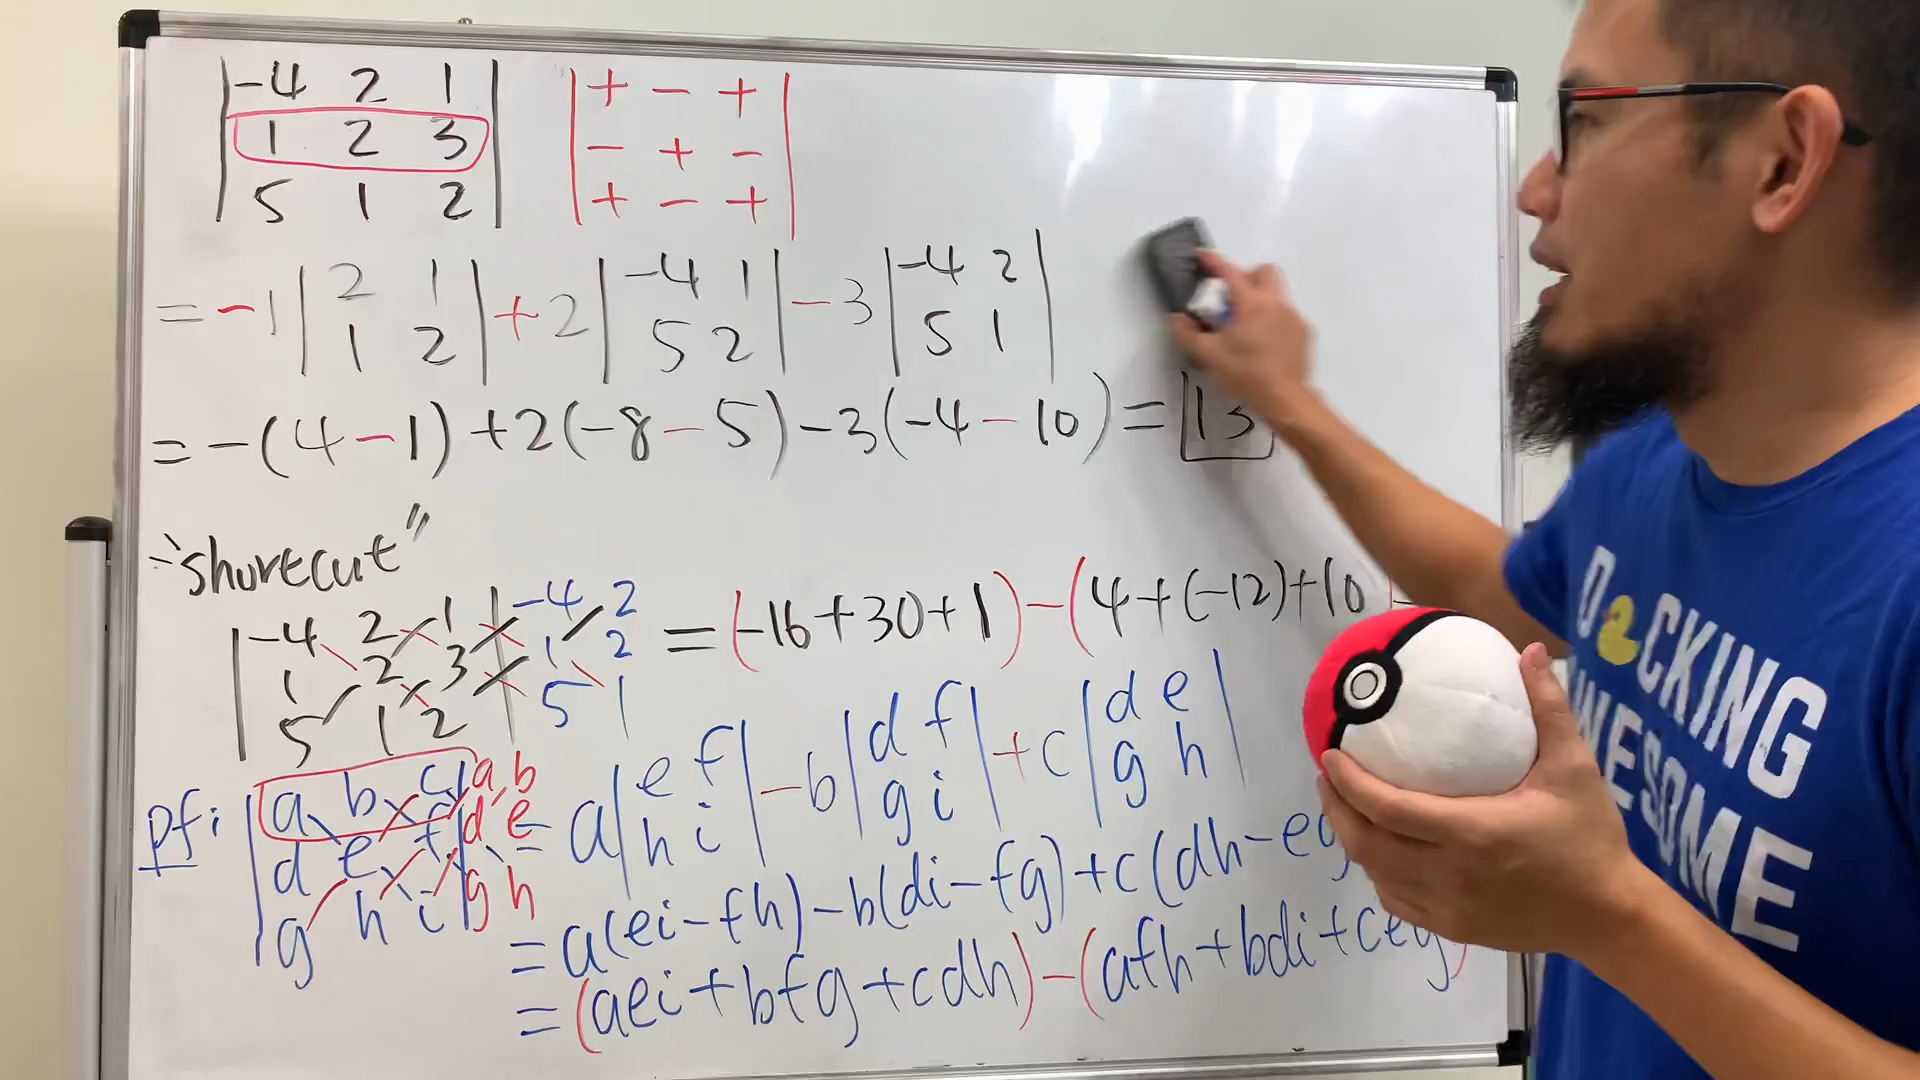 -4 2 1 + - +
1 2 3 - + -
5 1 2 + - +
= -1 | 2 1 | +2 | -4 1 | -3 | -4 2 |
1 2 5 2 5 1
= -(4-1) +2(-8-5) -3(-4-10) = 13
"shortcut"
-4 2 1 -4 2 = (-16+30+1) - (4+(-12)+10
1 2 3 1 2
5 1 2 5 1
pf: | a b c | a b = a | e f | -b | d f | +c | d e |
d e f d e h i g i g h
g h i g h
= a(ei-fh) -b(di-fg) +c(dh-eg
= (aei+bfg+cdh) - (afh+bdi+ceg)
D CKING
AWESOME